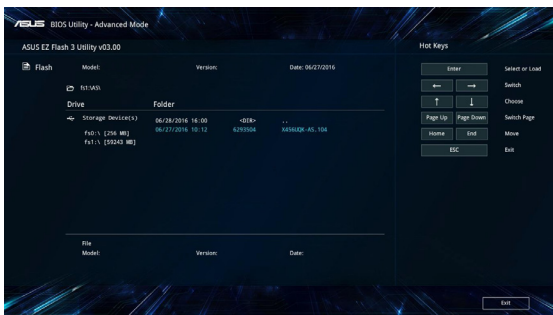 ASUS BIOS Utility - Advanced Mode
ASUS EZ Flash 3 Utility v03.00
Flash
Model: Version: Date: 06/27/2016
fs1:\AS\
Drive Folder
Storage Device(s)
fs0:\ [256 MB]
fs1:\ [59243 MB]
06/28/2016 16:00 <DIR> ..
06/27/2016 10:12 6293504 X456UQK-AS.104
File
Model: Version: Date:
Hot Keys
Enter Select or Load
← → Switch
↑ ↓ Choose
Page Up Page Down Switch Page
Home End Move
ESC Exit
Exit